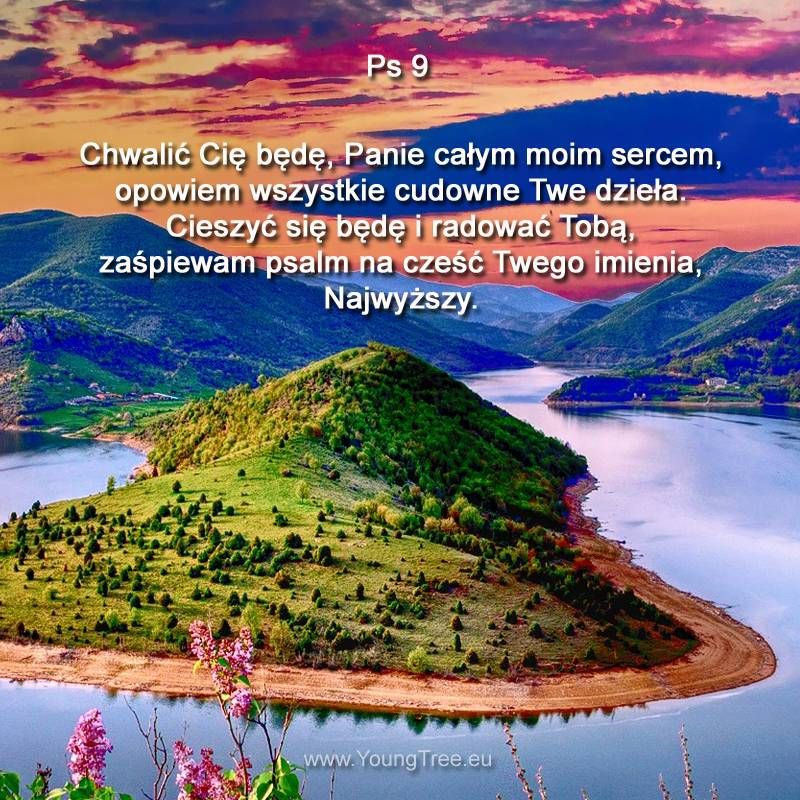 Ps 9
Chwalić Cię będę, Panie całym moim sercem,
opowiem wszystkie cudowne Twe dzieła.
Cieszyć się będę i radować Tobą,
zaśpiewam psalm na cześć Twego imienia,
Najwyższy.
www.YoungTree.eu